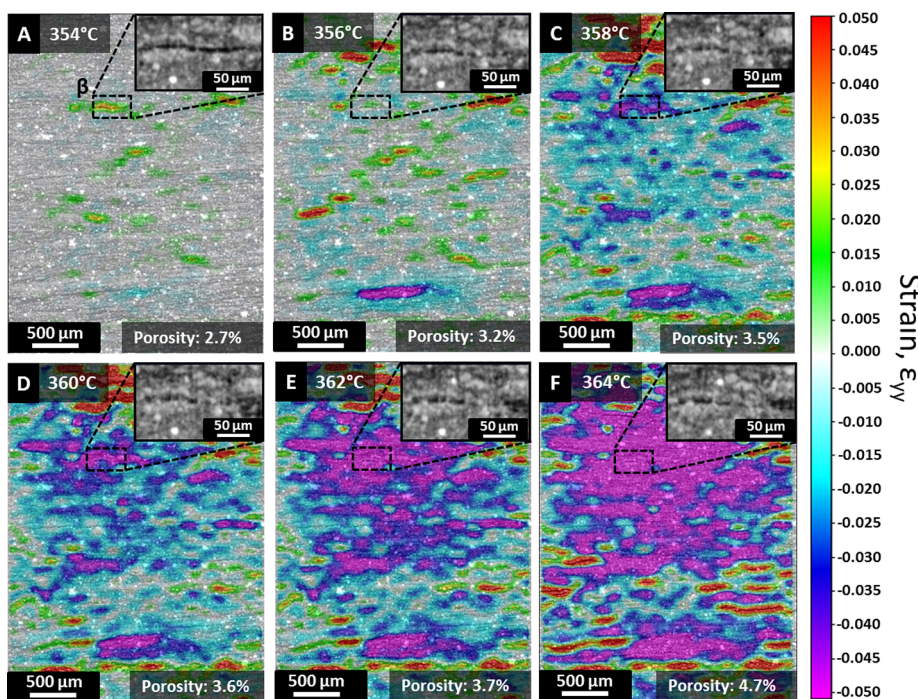 A 354°C
50 µm
β
500 µm
Porosity: 2.7%
B 356°C
50 µm
500 µm
Porosity: 3.2%
C 358°C
50 µm
500 µm
Porosity: 3.5%
D 360°C
50 µm
500 µm
Porosity: 3.6%
E 362°C
50 µm
500 µm
Porosity: 3.7%
F 364°C
50 µm
500 µm
Porosity: 4.7%
0.050
0.045
0.040
0.035
0.030
0.025
0.020
0.015
0.010
0.005
0.000
-0.005
-0.010
-0.015
-0.020
-0.025
-0.030
-0.035
-0.040
-0.045
-0.050
Strain, εyy